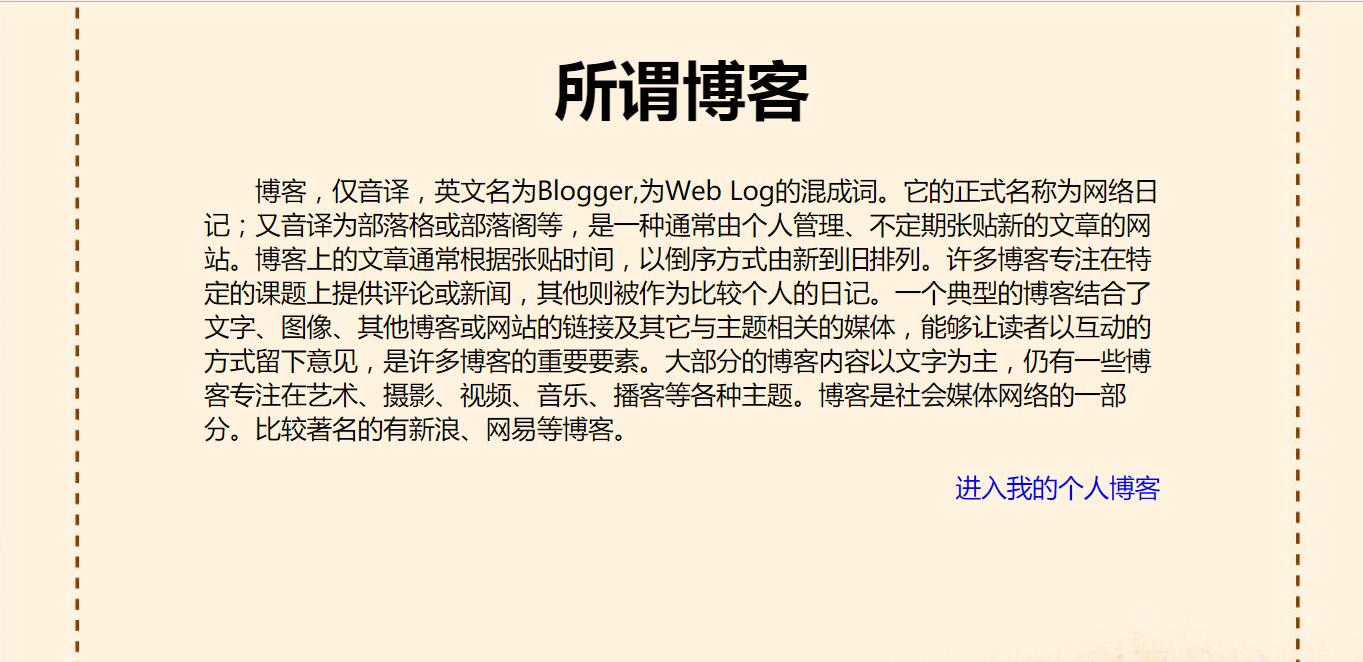 所谓博客
博客，仅音译，英文名为Blogger,为Web Log的混成词。它的正式名称为网络日
记；又音译为部落格或部落阁等，是一种通常由个人管理、不定期张贴新的文章的网
站。博客上的文章通常根据张贴时间，以倒序方式由新到旧排列。许多博客专注在特
定的课题上提供评论或新闻，其他则被作为比较个人的日记。一个典型的博客结合了
文字、图像、其他博客或网站的链接及其它与主题相关的媒体，能够让读者以互动的
方式留下意见，是许多博客的重要要素。大部分的博客内容以文字为主，仍有一些博
客专注在艺术、摄影、视频、音乐、播客等各种主题。博客是社会媒体网络的一部
分。比较著名的有新浪、网易等博客。
进入我的个人博客